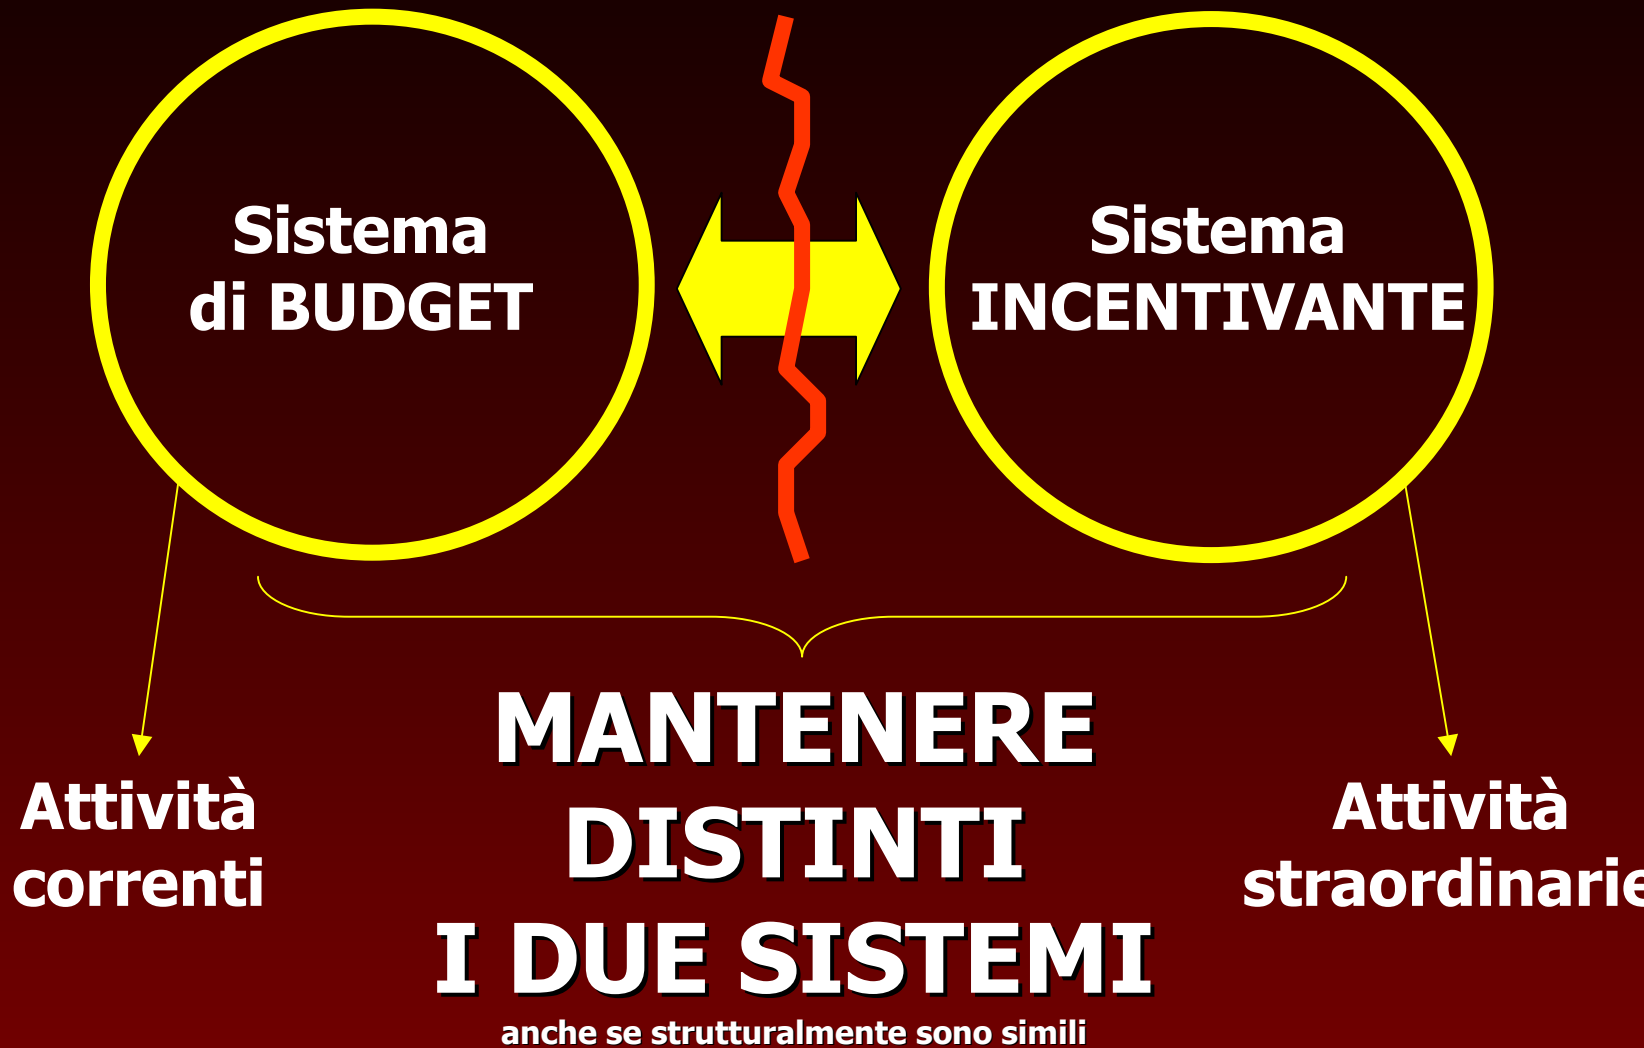 Sistema
di BUDGET
Sistema
INCENTIVANTE
Attività
correnti
MANTENERE
DISTINTI
I DUE SISTEMI
anche se strutturalmente sono simili
Attività
straordinarie